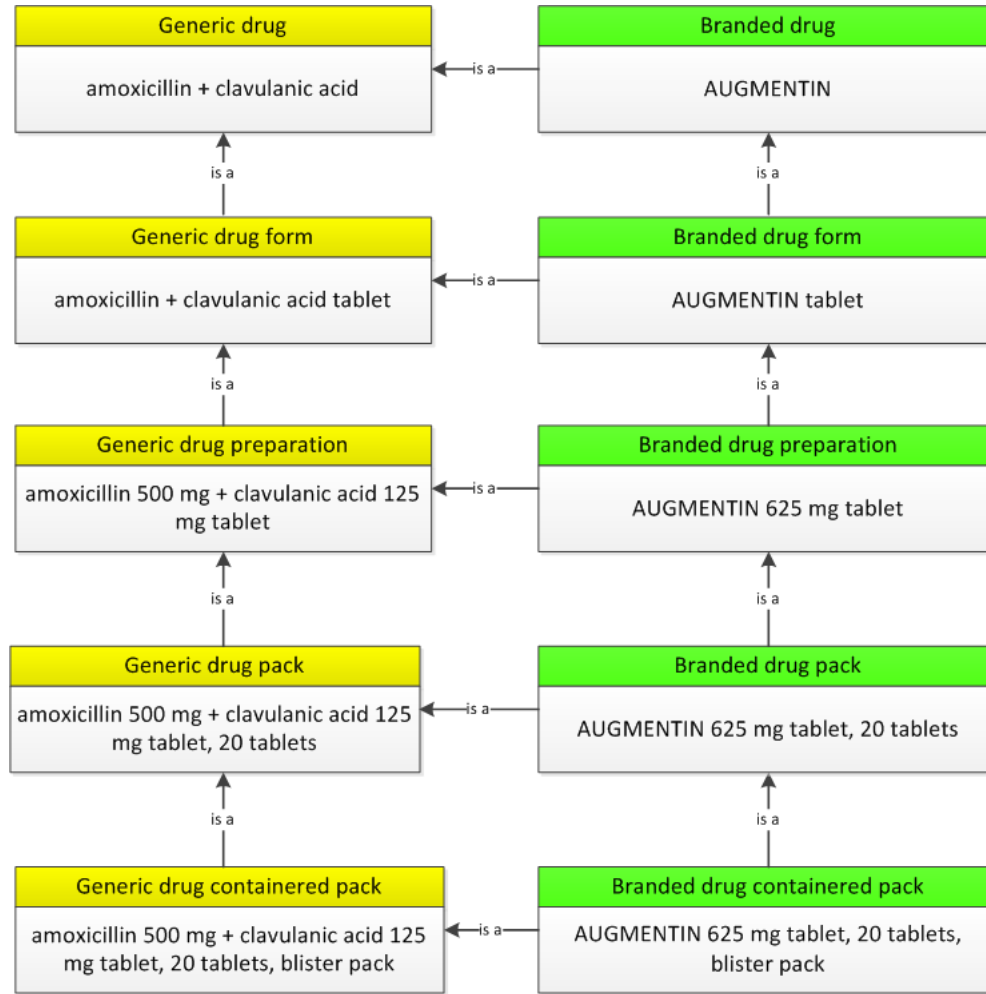 Generic drug
Branded drug
amoxicillin + clavulanic acid
is a
AUGMENTIN
is a
is a
Generic drug form
Branded drug form
amoxicillin + clavulanic acid tablet
is a
AUGMENTIN tablet
is a
is a
Generic drug preparation
Branded drug preparation
amoxicillin 500 mg + clavulanic acid 125
mg tablet
is a
AUGMENTIN 625 mg tablet
is a
is a
Generic drug pack
Branded drug pack
amoxicillin 500 mg + clavulanic acid 125
mg tablet, 20 tablets
is a
AUGMENTIN 625 mg tablet, 20 tablets
is a
is a
Generic drug containered pack
Branded drug containered pack
amoxicillin 500 mg + clavulanic acid 125
mg tablet, 20 tablets, blister pack
is a
AUGMENTIN 625 mg tablet, 20 tablets,
blister pack